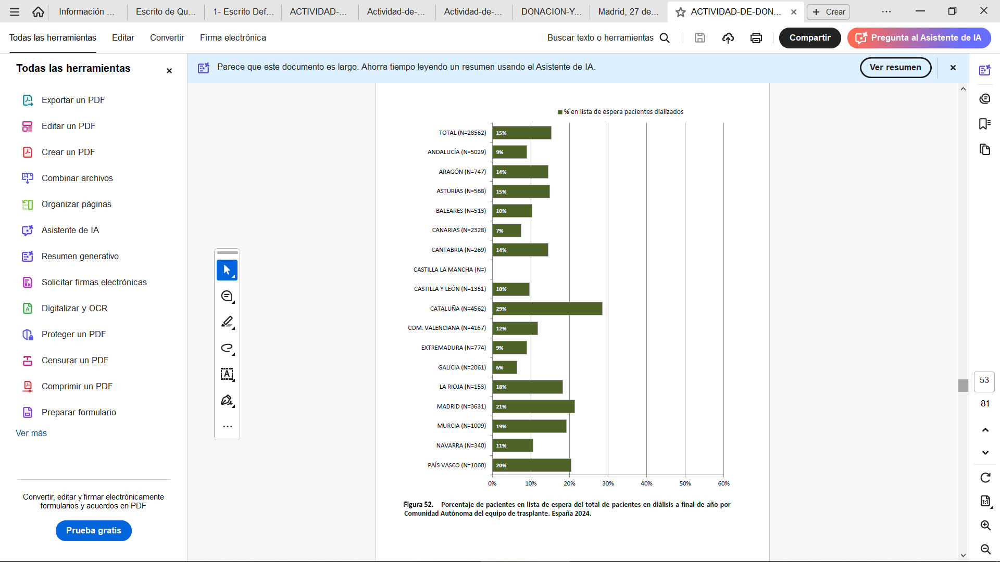 Información ...
Escrito de Qu...
1- Escrito Def...
ACTIVIDAD-...
Actividad-de-...
Actividad-de-...
DONACION-Y...
Madrid, 27 de...
ACTIVIDAD-DE-DON...
Crear
Todas las herramientas
Editar
Convertir
Firma electrónica
Buscar texto o herramientas
Compartir
Pregunta al Asistente de IA
Todas las herramientas
Parece que este documento es largo. Ahorra tiempo leyendo un resumen usando el Asistente de IA.
Ver resumen
Exportar un PDF
Editar un PDF
Crear un PDF
Combinar archivos
Organizar páginas
Asistente de IA
Resumen generativo
Solicitar firmas electrónicas
Digitalizar y OCR
Proteger un PDF
Censurar un PDF
Comprimir un PDF
Preparar formulario
Ver más
Convertir, editar y firmar electrónicamente
formularios y acuerdos en PDF
Prueba gratis
% en lista de espera pacientes dializados
TOTAL (N=28562) 15%
ANDALUCÍA (N=5029) 9%
ARAGÓN (N=747) 14%
ASTURIAS (N=568) 15%
BALEARES (N=513) 10%
CANARIAS (N=2328) 7%
CANTABRIA (N=269) 14%
CASTILLA LA MANCHA (N=)
CASTILLA Y LEÓN (N=1351) 10%
CATALUÑA (N=4562) 29%
COM. VALENCIANA (N=4167) 12%
EXTREMADURA (N=774) 9%
GALICIA (N=2061) 6%
LA RIOJA (N=153) 18%
MADRID (N=3631) 21%
MURCIA (N=1009) 19%
NAVARRA (N=340) 11%
PAÍS VASCO (N=1060) 20%
0% 10% 20% 30% 40% 50% 60%
Figura 52. Porcentaje de pacientes en lista de espera del total de pacientes en diálisis a final de año por
Comunidad Autónoma del equipo de trasplante. España 2024.
53
81
1:1